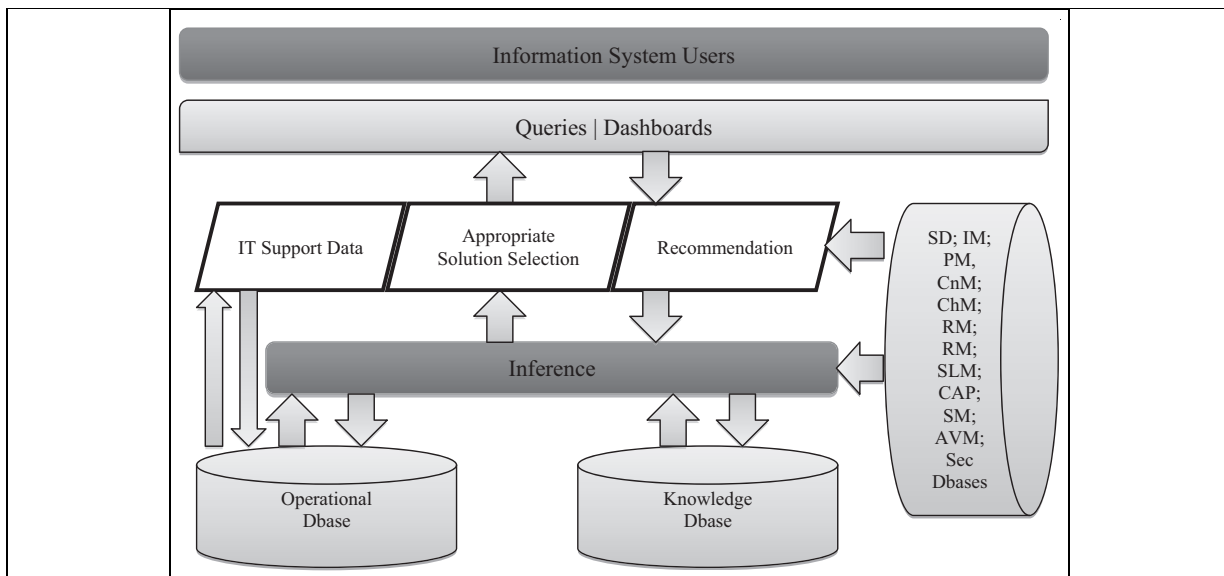 Information System Users
Queries | Dashboards
IT Support Data
Appropriate
Solution Selection
Recommendation
SD; IM;
PM,
CnM;
ChM;
RM;
RM;
SLM;
CAP;
SM;
AVM;
Sec
Dbases
Inference
Operational
Dbase
Knowledge
Dbase